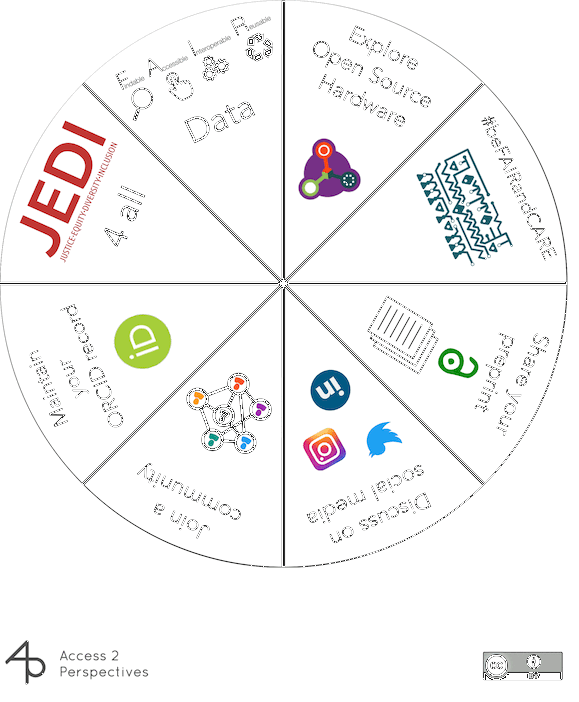 F A I R
Findable Accessible Interoperable Reusable
Data
Explore
Open Source
Hardware
#beFAIRandCARE
Share your
preprint
Discuss on
social media
in
Join a
community
Maintain
your
ORCID record
iD
JEDI
JUSTICE·EQUITY·DIVERSITY·INCLUSION
4 all
Access 2
Perspectives
CC
BY